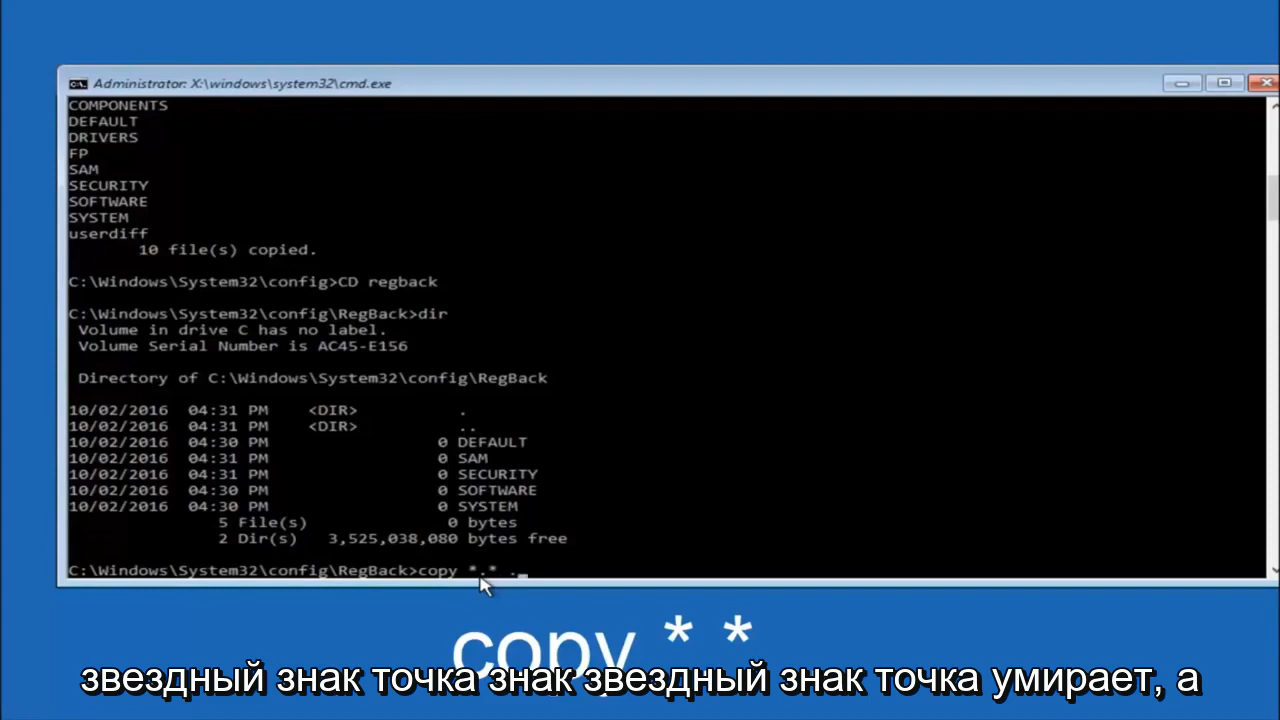 Administrator: X:\windows\system32\cmd.exe
COMPONENTS
DEFAULT
DRIVERS
FP
SAM
SECURITY
SOFTWARE
SYSTEM
userdiff
10 file(s) copied.
C:\Windows\System32\config>CD regback
C:\Windows\System32\config\RegBack>dir
Volume in drive C has no label.
Volume Serial Number is AC45-E156
Directory of C:\Windows\System32\config\RegBack
10/02/2016 04:31 PM <DIR> .
10/02/2016 04:31 PM <DIR> ..
10/02/2016 04:30 PM 0 DEFAULT
10/02/2016 04:31 PM 0 SAM
10/02/2016 04:31 PM 0 SECURITY
10/02/2016 04:30 PM 0 SOFTWARE
10/02/2016 04:30 PM 0 SYSTEM
5 File(s) 0 bytes
2 Dir(s) 3,525,038,080 bytes free
C:\Windows\System32\config\RegBack>copy *.* ._
copy * *
звездный знак точка знак звездный знак точка умирает, а